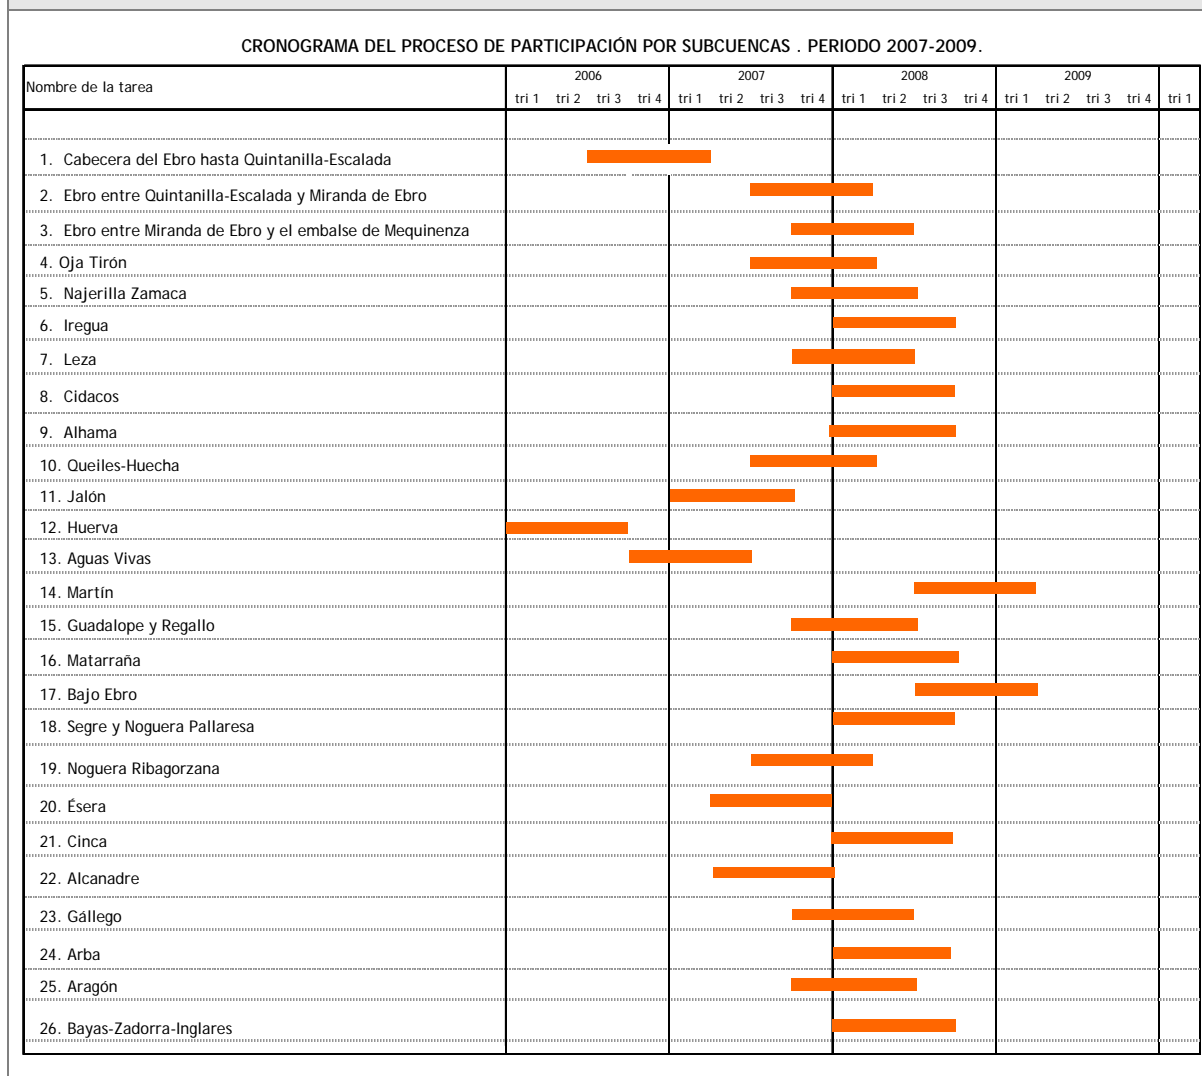 CRONOGRAMA DEL PROCESO DE PARTICIPACIÓN POR SUBCUENCAS . PERIODO 2007-2009.
Nombre de la tarea
2006 2007 2008 2009
tri 1 tri 2 tri 3 tri 4 tri 1 tri 2 tri 3 tri 4 tri 1 tri 2 tri 3 tri 4 tri 1 tri 2 tri 3 tri 4 tri 1
1. Cabecera del Ebro hasta Quintanilla-Escalada
2. Ebro entre Quintanilla-Escalada y Miranda de Ebro
3. Ebro entre Miranda de Ebro y el embalse de Mequinenza
4. Oja Tirón
5. Najerilla Zamaca
6. Iregua
7. Leza
8. Cidacos
9. Alhama
10. Queiles-Huecha
11. Jalón
12. Huerva
13. Aguas Vivas
14. Martín
15. Guadalope y Regallo
16. Matarraña
17. Bajo Ebro
18. Segre y Noguera Pallaresa
19. Noguera Ribagorzana
20. Ésera
21. Cinca
22. Alcanadre
23. Gállego
24. Arba
25. Aragón
26. Bayas-Zadorra-Inglares